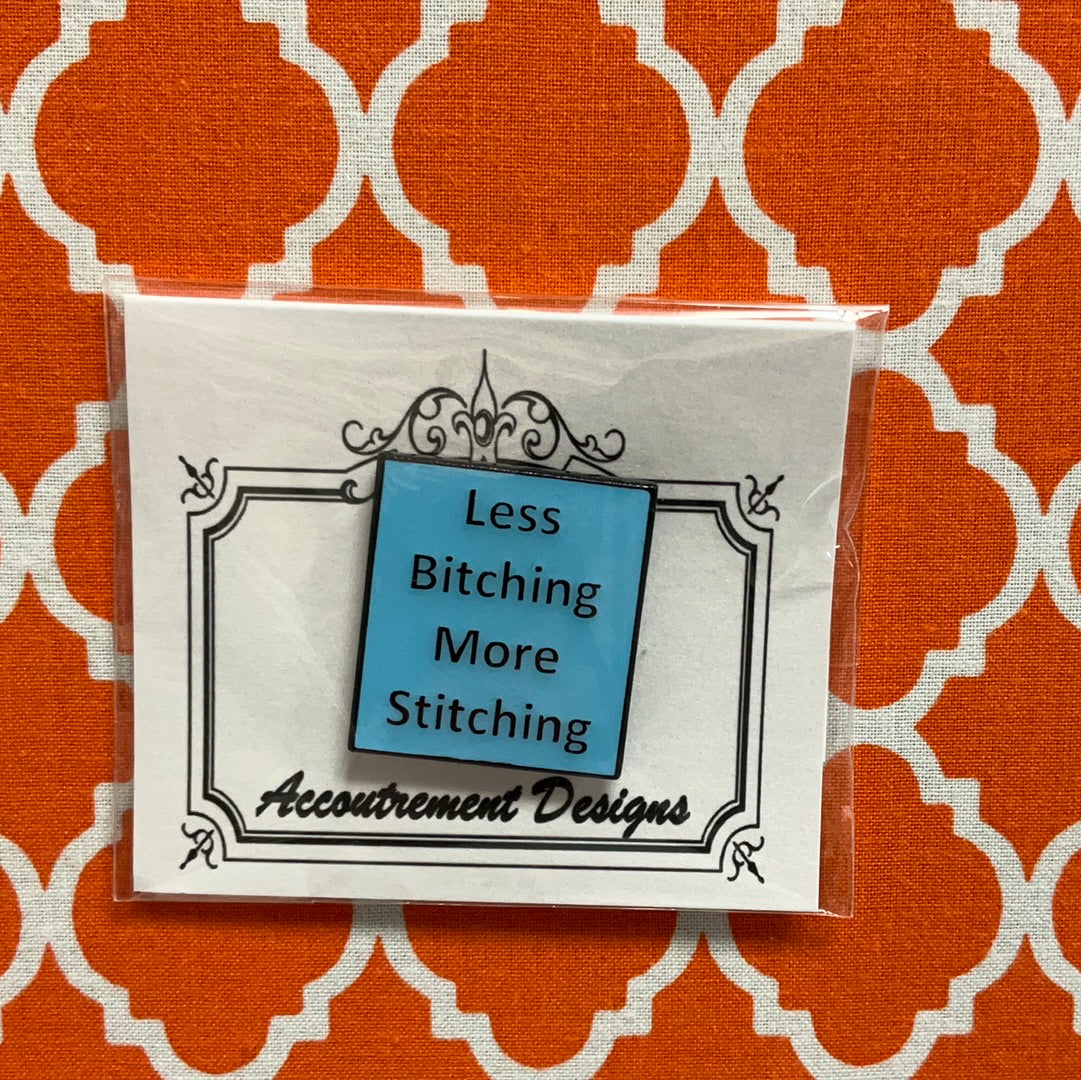 Less
Bitching
More
Stitching
Accoutrement Designs